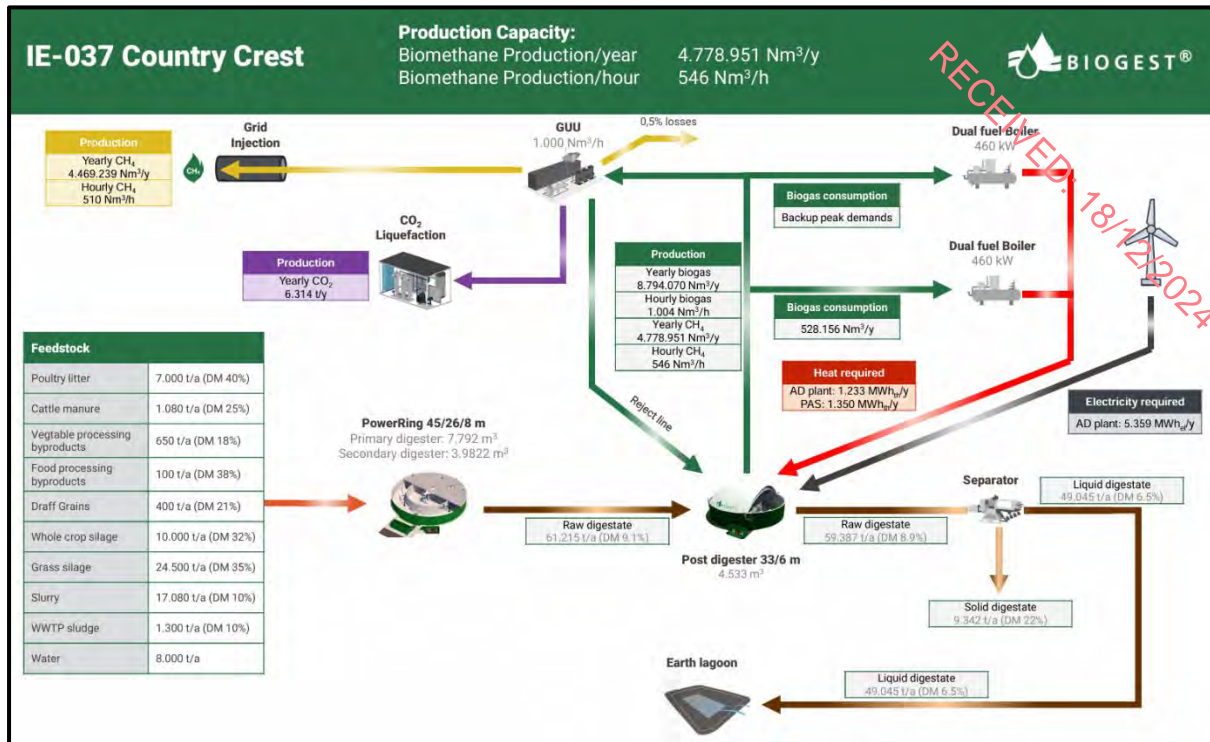 IE-037 Country Crest
Production Capacity:
Biomethane Production/year 4.778.951 Nm³/y
Biomethane Production/hour 546 Nm³/h
BIOGEST®
RECEIVED: 18/12/2024
Production
Yearly CH₄
4.469.239 Nm³/y
Hourly CH₄
510 Nm³/h
CH₄
Grid
Injection
GUU
1.000 Nm³/h
0,5% losses
Dual fuel Boiler
460 kW
Biogas consumption
Backup peak demands
CO₂
Liquefaction
Production
Yearly CO₂
6.314 t/y
Production
Yearly biogas
8.794.070 Nm³/y
Hourly biogas
1.004 Nm³/h
Yearly CH₄
4.778.951 Nm³/y
Hourly CH₄
546 Nm³/h
Dual fuel Boiler
460 kW
Biogas consumption
528.156 Nm³/y
Heat required
AD plant: 1.233 MWhth/y
PAS: 1.350 MWhth/y
Electricity required
AD plant: 5.359 MWhel/y
Reject line
Feedstock
Poultry litter 7.000 t/a (DM 40%)
Cattle manure 1.080 t/a (DM 25%)
Vegtable processing
byproducts 650 t/a (DM 18%)
Food processing
byproducts 100 t/a (DM 38%)
Draff Grains 400 t/a (DM 21%)
Whole crop silage 10.000 t/a (DM 32%)
Grass silage 24.500 t/a (DM 35%)
Slurry 17.080 t/a (DM 10%)
WWTP sludge 1.300 t/a (DM 10%)
Water 8.000 t/a
PowerRing 45/26/8 m
Primary digester: 7.792 m³
Secondary digester: 3.9822 m³
Raw digestate
61.215 t/a (DM 9.1%)
Post digester 33/6 m
4.533 m³
Raw digestate
59.387 t/a (DM 8.9%)
Separator
Liquid digestate
49.045 t/a (DM 6.5%)
Solid digestate
9.342 t/a (DM 22%)
Earth lagoon
Liquid digestate
49.045 t/a (DM 6.5%)